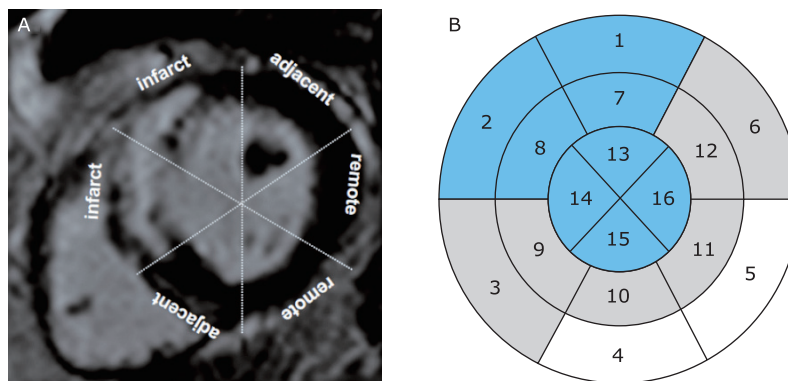 A
infarct
adjacent
infarct
remote
adjacent
remote
B
1
2
7
6
8
12
13
14
16
15
9
11
3
10
5
4